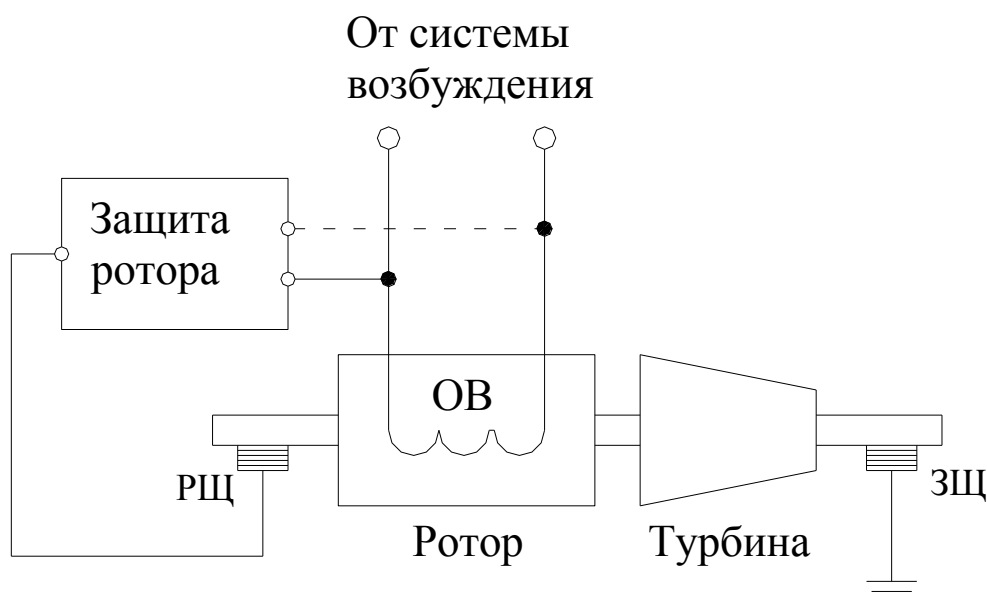 От системы
возбуждения
Защита
ротора
ОВ
РЩ
ЗЩ
Ротор
Турбина